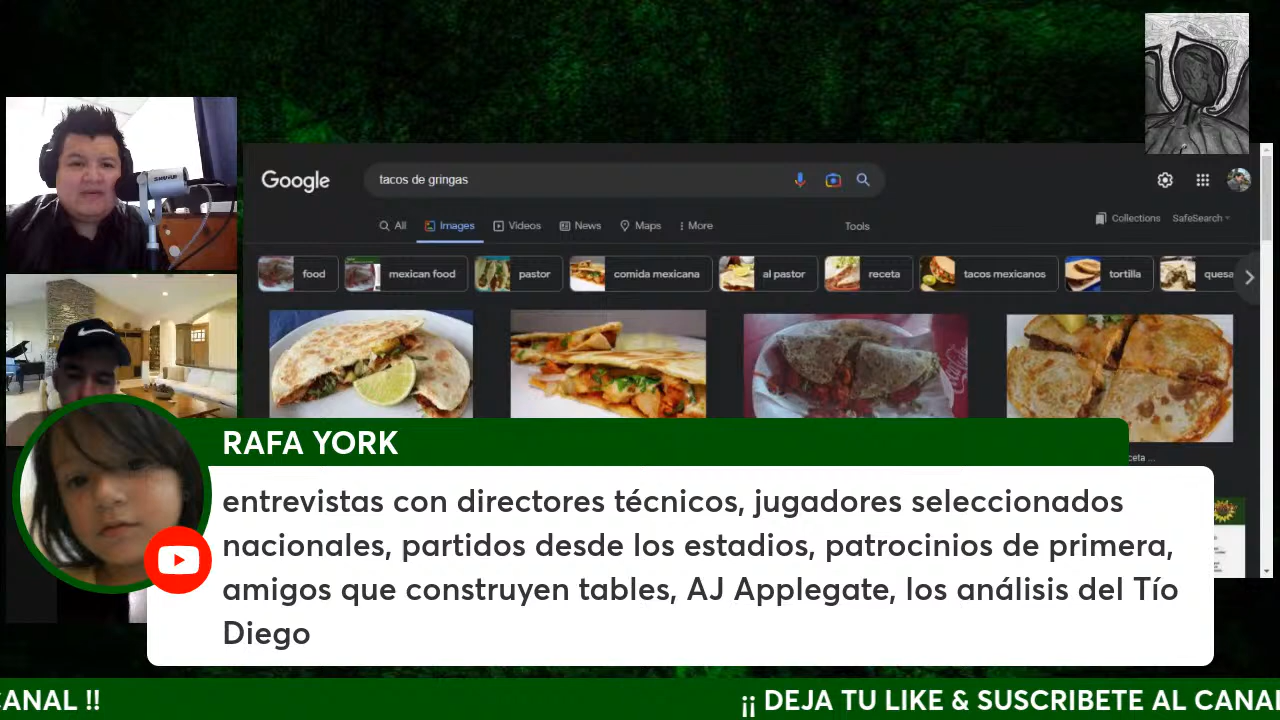 Google
tacos de gringas
All Images Videos News Maps More Tools
Collections SafeSearch
food mexican food pastor comida mexicana al pastor receta tacos mexicanos tortilla quesa
ceta ...
RAFA YORK
entrevistas con directores técnicos, jugadores seleccionados
nacionales, partidos desde los estadios, patrocinios de primera,
amigos que construyen tables, AJ Applegate, los análisis del Tío
Diego
CANAL !! ¡¡ DEJA TU LIKE & SUSCRIBETE AL CANAL